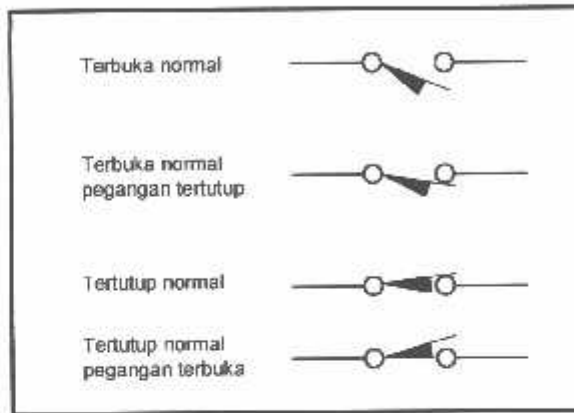 Terbuka normal
Terbuka normal
pegangan tertutup
Tertutup normal
Tertutup normal
pegangan terbuka